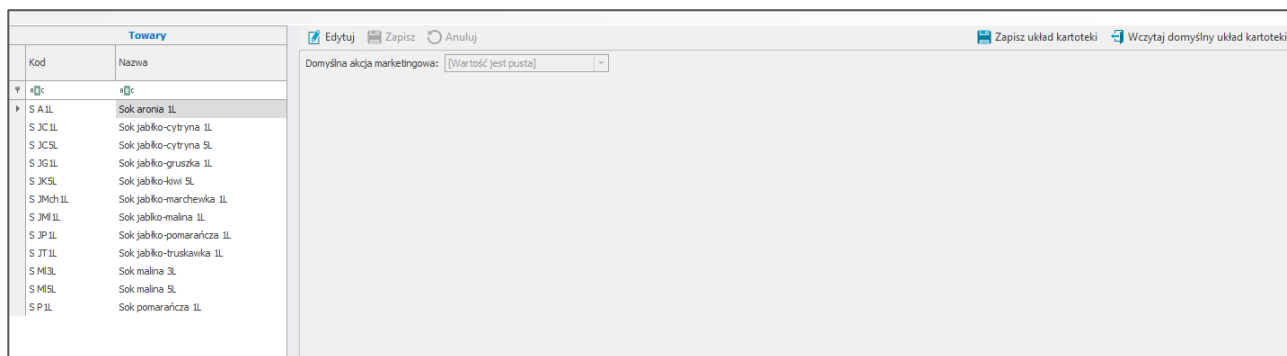 Towary
Edytuj Zapisz Anuluj Zapisz układ kartoteki Wczytaj domyślny układ kartoteki
Kod Nazwa
Domyślna akcja marketingowa: [Wartość jest pusta]
S A1L Sok aronia 1L
S JC1L Sok jabłko-cytryna 1L
S JC5L Sok jabłko-cytryna 5L
S JG1L Sok jabłko-gruszka 1L
S JK5L Sok jabłko-kiwi 5L
S JMch1L Sok jabłko-marchewka 1L
S JMl1L Sok jablko-malina 1L
S JP1L Sok jabłko-pomarańcza 1L
S JT1L Sok jabłko-truskawka 1L
S Ml3L Sok malina 3L
S Ml5L Sok malina 5L
S P1L Sok pomarańcza 1L